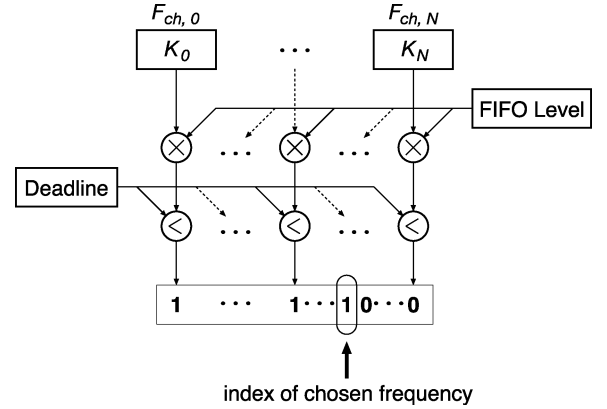 F_ch, 0 F_ch, N
K_0 ... K_N
FIFO Level
× ... × ... ×
Deadline
< ... < ... <
1 ... 1 ... 1 0 ... 0
index of chosen frequency